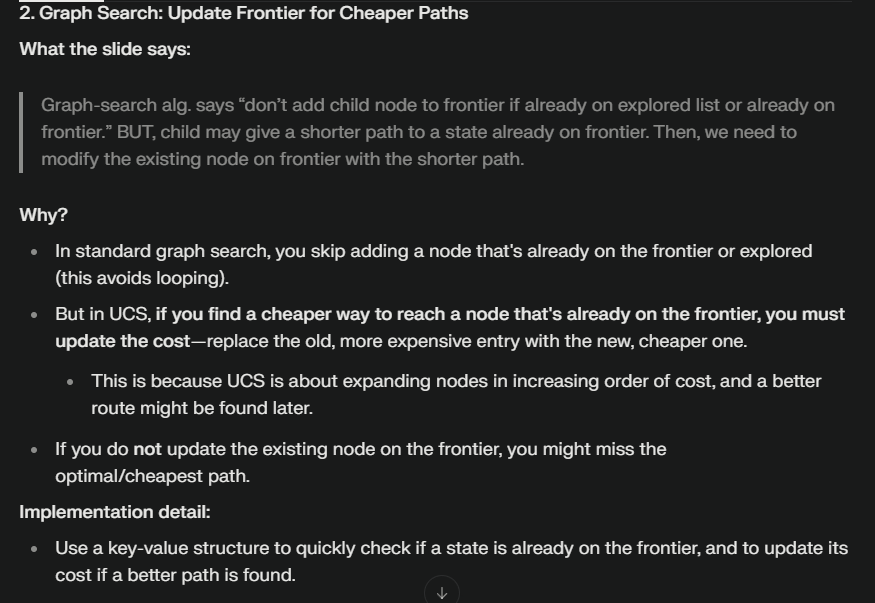 2. Graph Search: Update Frontier for Cheaper Paths
What the slide says:
Graph-search alg. says “don’t add child node to frontier if already on explored list or already on
frontier.” BUT, child may give a shorter path to a state already on frontier. Then, we need to
modify the existing node on frontier with the shorter path.
Why?
• In standard graph search, you skip adding a node that's already on the frontier or explored
(this avoids looping).
• But in UCS, if you find a cheaper way to reach a node that's already on the frontier, you must
update the cost—replace the old, more expensive entry with the new, cheaper one.
• This is because UCS is about expanding nodes in increasing order of cost, and a better
route might be found later.
• If you do not update the existing node on the frontier, you might miss the
optimal/cheapest path.
Implementation detail:
• Use a key-value structure to quickly check if a state is already on the frontier, and to update its
cost if a better path is found.